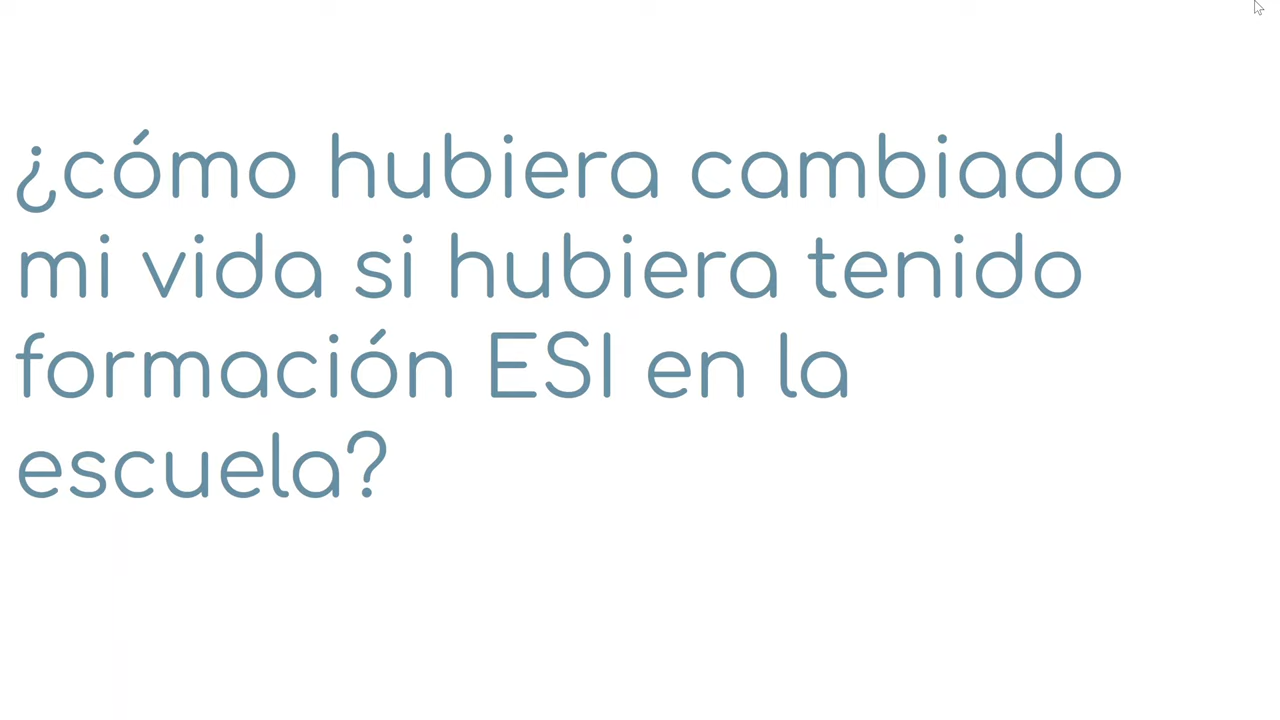 ¿cómo hubiera cambiado
mi vida si hubiera tenido
formación ESI en la
escuela?